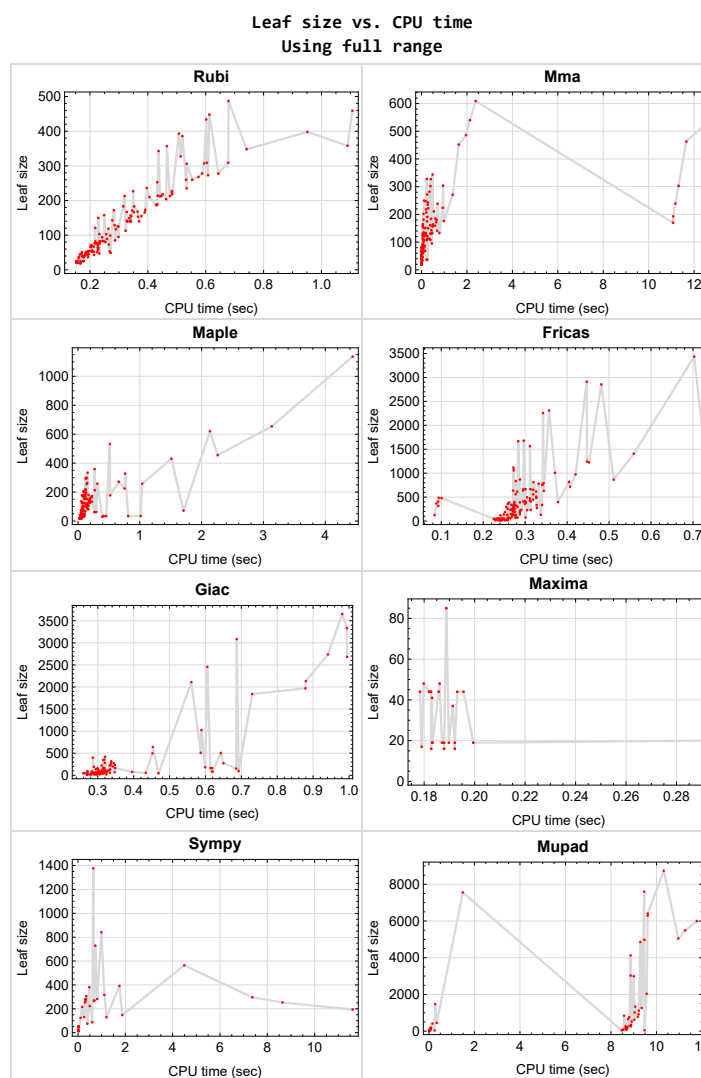 Leaf size vs. CPU time
Using full range
Rubi
Leaf size
500
400
300
200
100
0
0.2 0.4 0.6 0.8 1.0
CPU time (sec)
Mma
Leaf size
600
500
400
300
200
100
0
0 2 4 6 8 10 12
CPU time (sec)
Maple
Leaf size
1000
800
600
400
200
0
0 1 2 3 4
CPU time (sec)
Fricas
Leaf size
3500
3000
2500
2000
1500
1000
500
0
0.1 0.2 0.3 0.4 0.5 0.6 0.7
CPU time (sec)
Giac
Leaf size
3500
3000
2500
2000
1500
1000
500
0
0.3 0.4 0.5 0.6 0.7 0.8 0.9 1.0
CPU time (sec)
Maxima
Leaf size
80
60
40
20
0
0.18 0.20 0.22 0.24 0.26 0.28
CPU time (sec)
Sympy
Leaf size
1400
1200
1000
800
600
400
200
0
0 2 4 6 8 10
CPU time (sec)
Mupad
Leaf size
8000
6000
4000
2000
0
0 2 4 6 8 10
CPU time (sec)